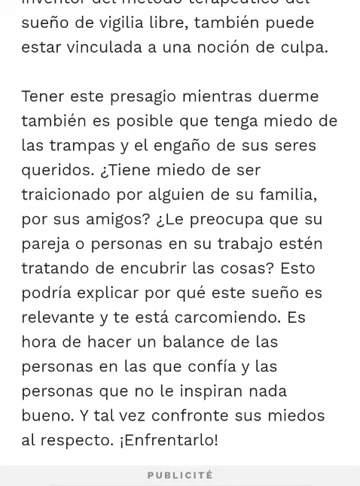 inventor del método terapéutico del
sueño de vigilia libre, también puede
estar vinculada a una noción de culpa.
Tener este presagio mientras duerme
también es posible que tenga miedo de
las trampas y el engaño de sus seres
queridos. ¿Tiene miedo de ser
traicionado por alguien de su familia,
por sus amigos? ¿Le preocupa que su
pareja o personas en su trabajo estén
tratando de encubrir las cosas? Esto
podría explicar por qué este sueño es
relevante y te está carcomiendo. Es
hora de hacer un balance de las
personas en las que confía y las
personas que no le inspiran nada
bueno. Y tal vez confronte sus miedos
al respecto. ¡Enfrentarlo!
PUBLICITÉ